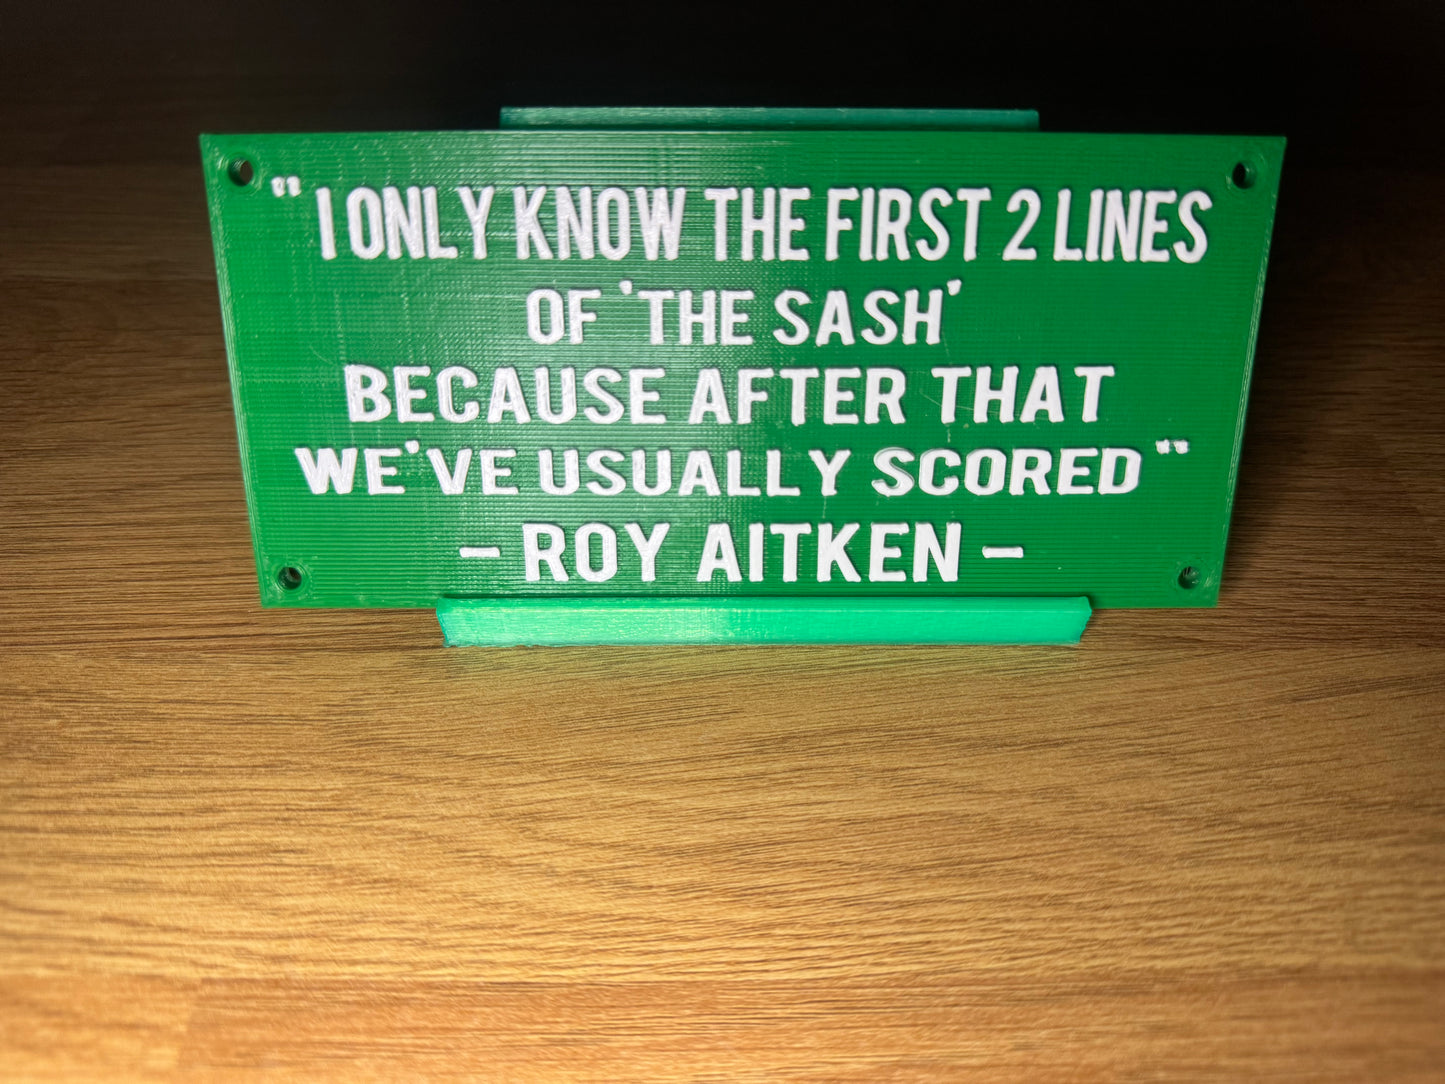 " I ONLY KNOW THE FIRST 2 LINES
OF 'THE SASH'
BECAUSE AFTER THAT
WE'VE USUALLY SCORED "
- ROY AITKEN -